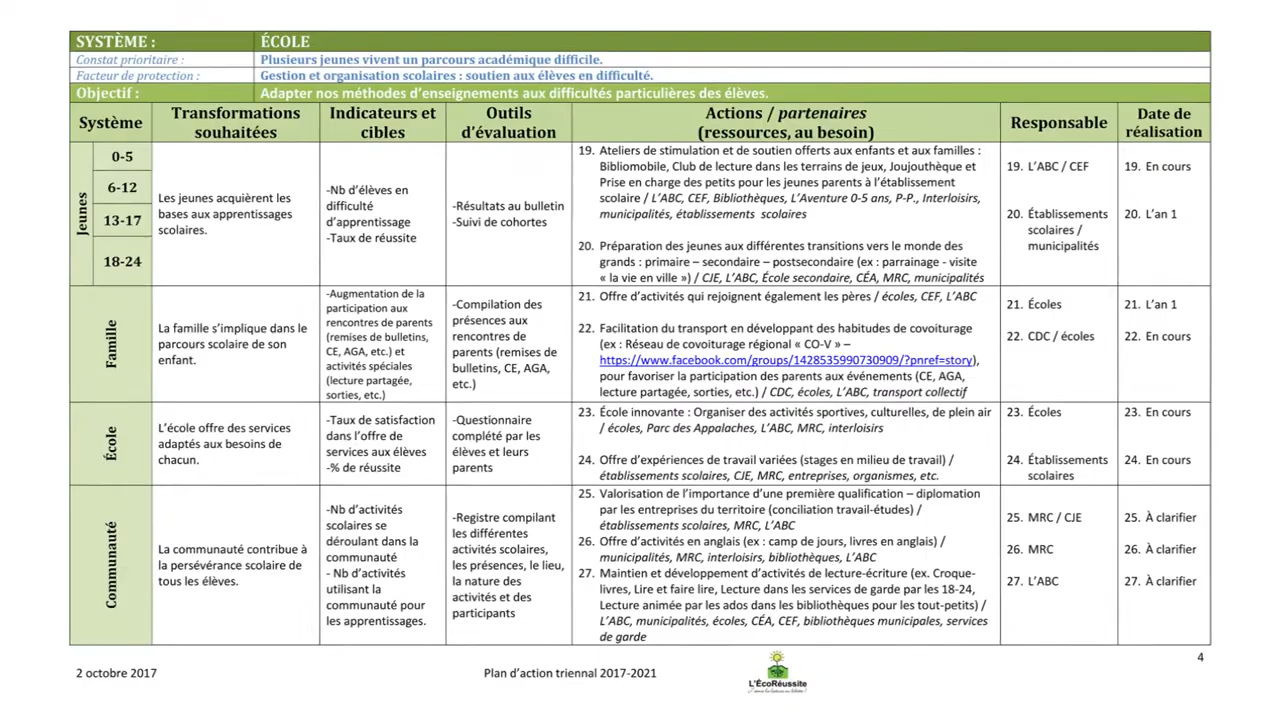 SYSTÈME :
ÉCOLE
Constat prioritaire :
Plusieurs jeunes vivent un parcours académique difficile.
Facteur de protection :
Gestion et organisation scolaires : soutien aux élèves en difficulté.
Objectif :
Adapter nos méthodes d’enseignements aux difficultés particulières des élèves.
Système
Transformations
souhaitées
Indicateurs et
cibles
Outils
d’évaluation
Actions / partenaires
(ressources, au besoin)
Responsable
Date de
réalisation
Jeunes
0-5
6-12
13-17
18-24
Les jeunes acquièrent les
bases aux apprentissages
scolaires.
-Nb d’élèves en
difficulté
d’apprentissage
-Taux de réussite
-Résultats au bulletin
-Suivi de cohortes
19. Ateliers de stimulation et de soutien offerts aux enfants et aux familles :
Bibliomobile, Club de lecture dans les terrains de jeux, Joujouthèque et
Prise en charge des petits pour les jeunes parents à l’établissement
scolaire / L’ABC, CEF, Bibliothèques, L’Aventure 0-5 ans, P-P., Interloisirs,
municipalités, établissements scolaires
20. Préparation des jeunes aux différentes transitions vers le monde des
grands : primaire – secondaire – postsecondaire (ex : parrainage - visite
« la vie en ville ») / CJE, L’ABC, École secondaire, CÉA, MRC, municipalités
19. L’ABC / CEF
20. Établissements
scolaires /
municipalités
19. En cours
20. L’an 1
Famille
La famille s’implique dans le
parcours scolaire de son
enfant.
-Augmentation de la
participation aux
rencontres de parents
(remises de bulletins,
CE, AGA, etc.) et
activités spéciales
(lecture partagée,
sorties, etc.)
-Compilation des
présences aux
rencontres de
parents (remises de
bulletins, CE, AGA,
etc.)
21. Offre d’activités qui rejoignent également les pères / écoles, CEF, L’ABC
22. Facilitation du transport en développant des habitudes de covoiturage
(ex : Réseau de covoiturage régional « CO-V » –
https://www.facebook.com/groups/1428535990730909/?pnref=story),
pour favoriser la participation des parents aux événements (CE, AGA,
lecture partagée, sorties, etc.) / CDC, écoles, L’ABC, transport collectif
21. Écoles
22. CDC / écoles
21. L’an 1
22. En cours
École
L’école offre des services
adaptés aux besoins de
chacun.
-Taux de satisfaction
dans l’offre de
services aux élèves
-% de réussite
-Questionnaire
complété par les
élèves et leurs
parents
23. École innovante : Organiser des activités sportives, culturelles, de plein air
/ écoles, Parc des Appalaches, L’ABC, MRC, interloisirs
24. Offre d’expériences de travail variées (stages en milieu de travail) /
établissements scolaires, CJE, MRC, entreprises, organismes, etc.
23. Écoles
24. Établissements
scolaires
23. En cours
24. En cours
Communauté
La communauté contribue à
la persévérance scolaire de
tous les élèves.
-Nb d’activités
scolaires se
déroulant dans la
communauté
- Nb d’activités
utilisant la
communauté pour
les apprentissages.
-Registre compilant
les différentes
activités scolaires,
les présences, le lieu,
la nature des
activités et des
participants
25. Valorisation de l’importance d’une première qualification – diplomation
par les entreprises du territoire (conciliation travail-études) /
établissements scolaires, MRC, L’ABC
26. Offre d’activités en anglais (ex : camp de jours, livres en anglais) /
municipalités, MRC, interloisirs, bibliothèques, L’ABC
27. Maintien et développement d’activités de lecture-écriture (ex. Croque-
livres, Lire et faire lire, Lecture dans les services de garde par les 18-24,
Lecture animée par les ados dans les bibliothèques pour les tout-petits) /
L’ABC, municipalités, écoles, CÉA, CEF, bibliothèques municipales, services
de garde
25. MRC / CJE
26. MRC
27. L’ABC
25. À clarifier
26. À clarifier
27. À clarifier
4
2 octobre 2017
Plan d’action triennal 2017-2021
L’ÉcoRéussite